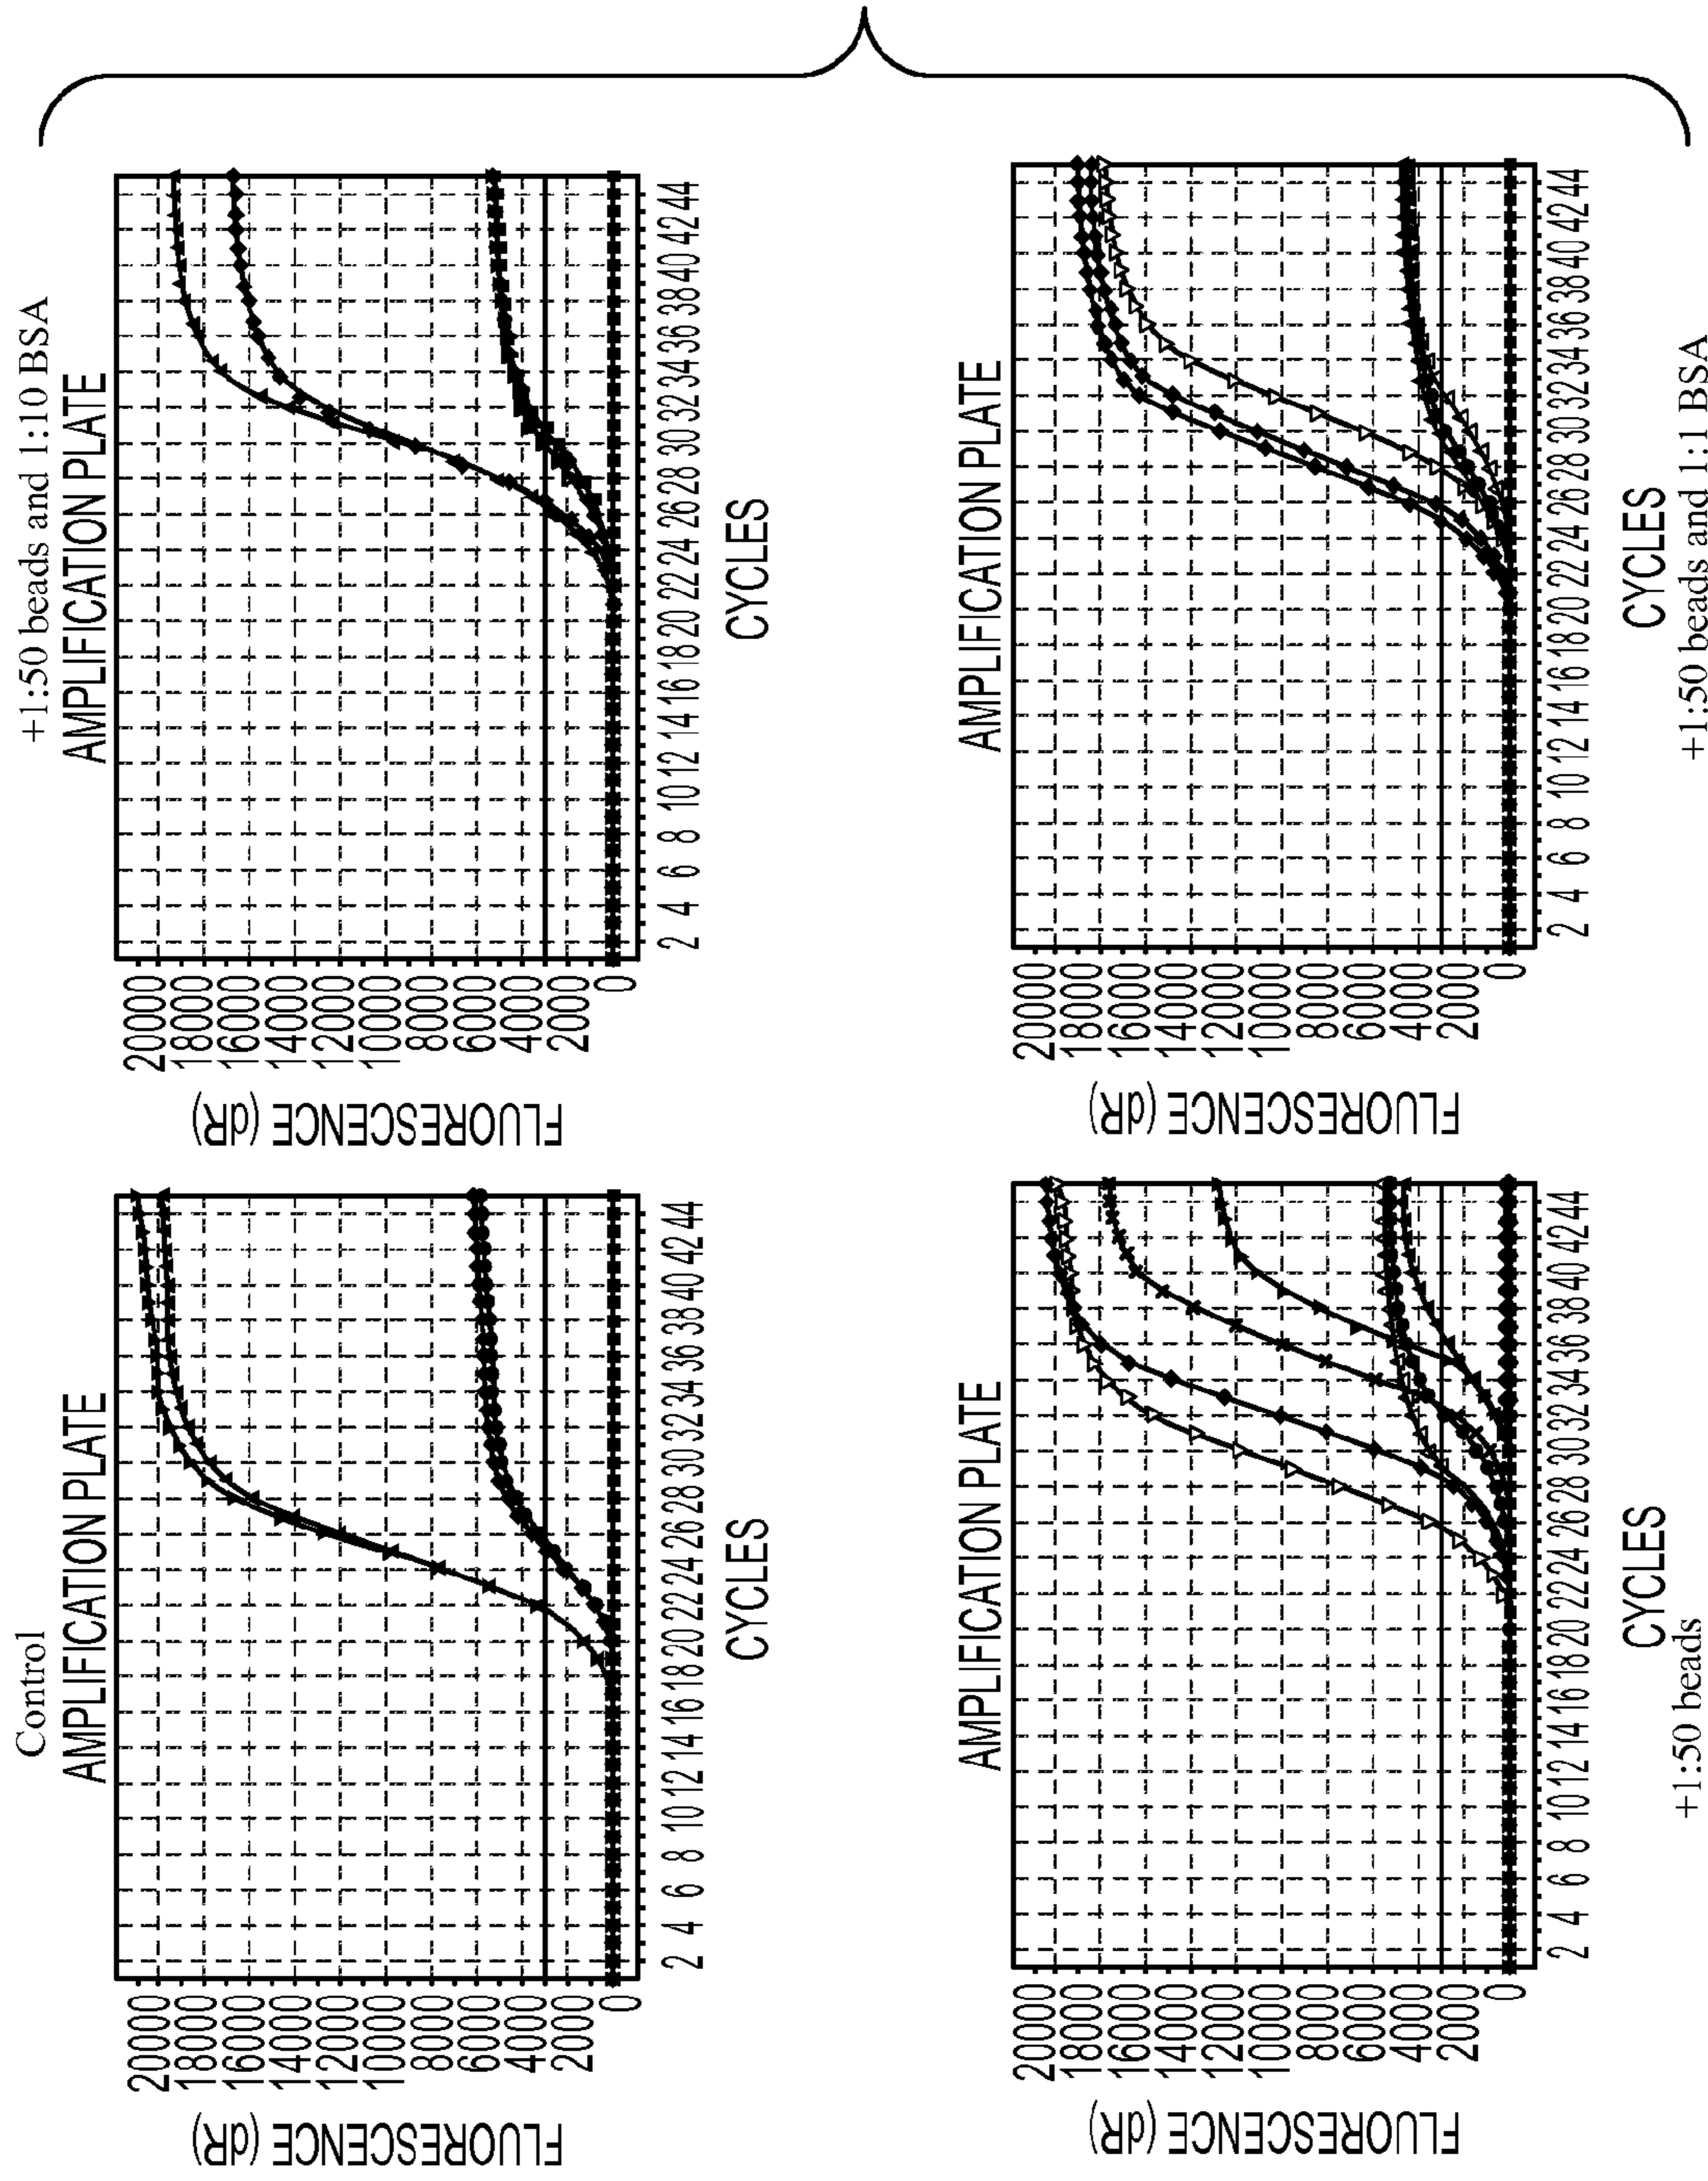 Control
AMPLIFICATION PLATE
FLUORESCENCE (dR)
20000
18000
16000
14000
12000
10000
8000
6000
4000
2000
0
2 4 6 8 10 12 14 16 18 20 22 24 26 28 30 32 34 36 38 40 42 44
CYCLES
+1:50 beads and 1:10 BSA
AMPLIFICATION PLATE
FLUORESCENCE (dR)
20000
18000
16000
14000
12000
10000
8000
6000
4000
2000
0
2 4 6 8 10 12 14 16 18 20 22 24 26 28 30 32 34 36 38 40 42 44
CYCLES
AMPLIFICATION PLATE
FLUORESCENCE (dR)
20000
18000
16000
14000
12000
10000
8000
6000
4000
2000
0
2 4 6 8 10 12 14 16 18 20 22 24 26 28 30 32 34 36 38 40 42 44
CYCLES
+1:50 beads
AMPLIFICATION PLATE
FLUORESCENCE (dR)
20000
18000
16000
14000
12000
10000
8000
6000
4000
2000
0
2 4 6 8 10 12 14 16 18 20 22 24 26 28 30 32 34 36 38 40 42 44
CYCLES
+1:50 beads and 1:1 BSA